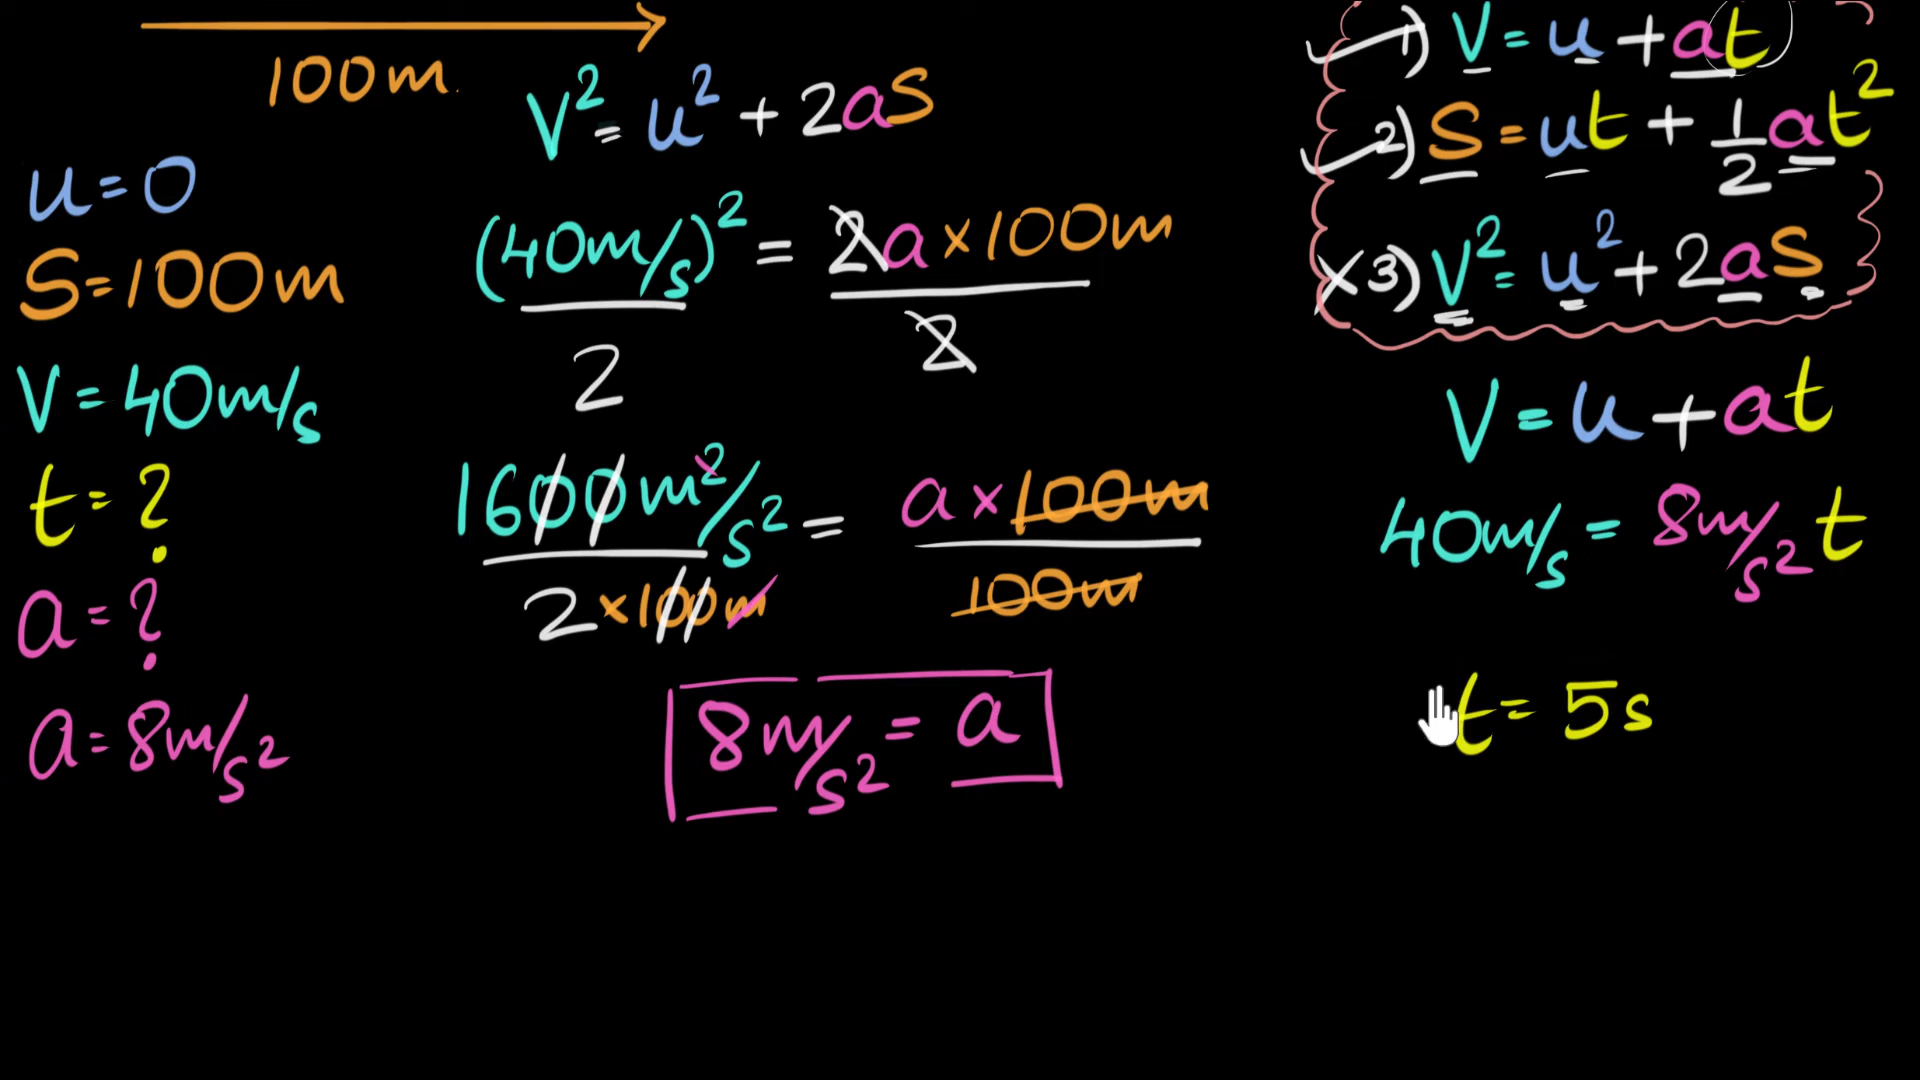 100m.
u=0
S=100m
V=40m/s
t=?
a=?
a=8m/s²
V²=u²+2aS
(40m/s)²=2a×100m
2 2
1600m²/s²=a×100m
2×100m 100m
8m/s²=a
1) V=u+at
2) S=ut+1/2at²
3) V²=u²+2aS
V=u+at
40m/s=8m/s² t
t=5s